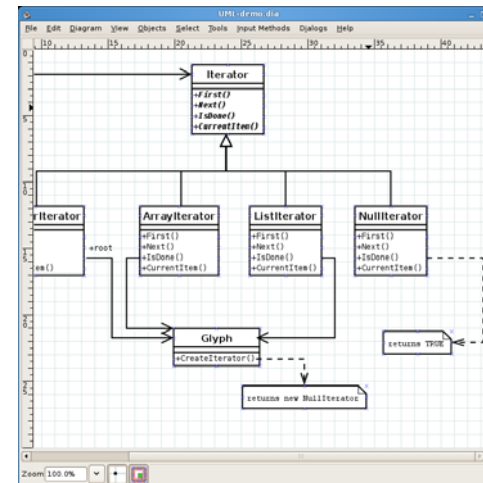 UML-demo.dia
File Edit Diagram View Objects Select Tools Input Methods Dialogs Help
10 15 20 25 30 35 40
Iterator
+First()
+Next()
+IsDone()
+CurrentItem()
rIterator
ArrayIterator
+First()
+Next()
+IsDone()
+CurrentItem()
ListIterator
+First()
+Next()
+IsDone()
+CurrentItem()
NullIterator
+First()
+Next()
+IsDone()
+CurrentItem()
em()
+root
Glyph
+CreateIterator()
returns TRUE
returns new NullIterator
Zoom 100.0%